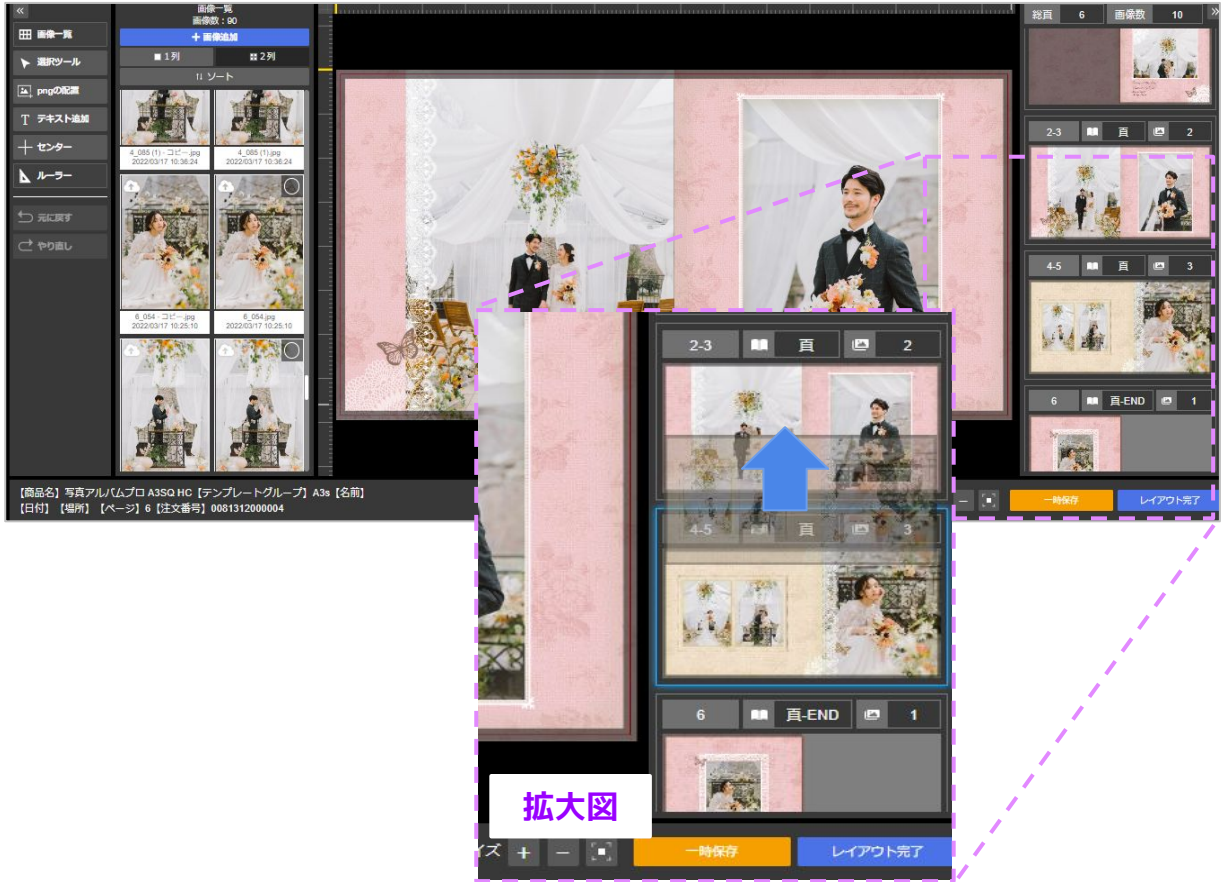 «
画像一覧
選択ツール
pngの配置
T テキスト追加
センター
ルーラー
元に戻す
やり直し
画像一覧
画像数：90
＋画像追加
1列
2列
↑↓ ソート
4_085 (1) - コピー.jpg
2022/03/17 10:36:24
4_085 (1).jpg
2022/03/17 10:36:24
6_054 - コピー.jpg
2022/03/17 10:25:10
6_054.jpg
2022/03/17 10:25:10
総頁 6 画像数 10 »
2-3 頁 2
4-5 頁 3
6 頁-END 1
【商品名】写真アルバムプロ A3SQ HC【テンプレートグループ】A3s【名前】
【日付】【場所】【ページ】6【注文番号】0081312000004
− 一時保存 レイアウト完了
2-3 頁 2
4-5 頁 3
6 頁-END 1
拡大図
イズ ＋ − 一時保存 レイアウト完了